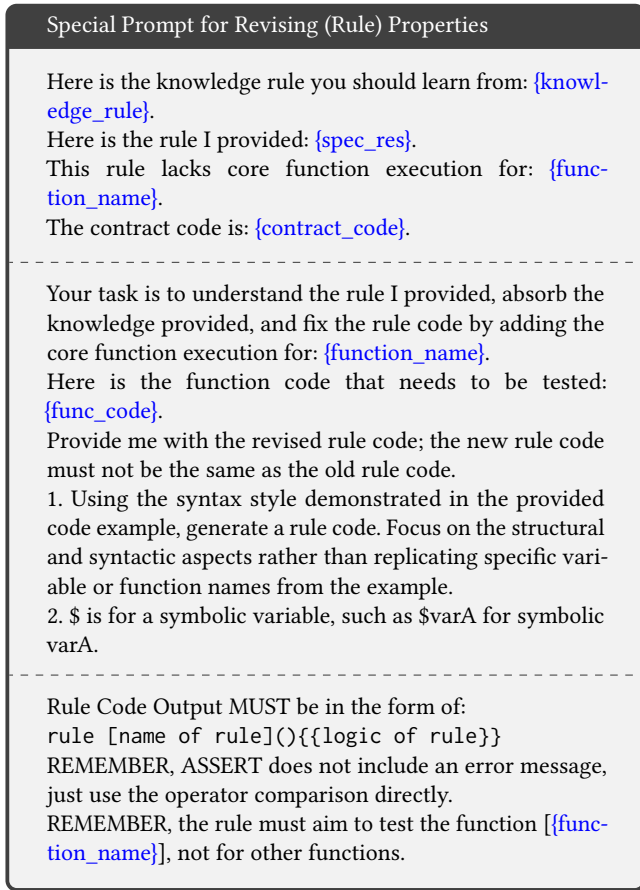 Special Prompt for Revising (Rule) Properties
Here is the knowledge rule you should learn from: {knowl-
edge_rule}.
Here is the rule I provided: {spec_res}.
This rule lacks core function execution for: {func-
tion_name}.
The contract code is: {contract_code}.
Your task is to understand the rule I provided, absorb the
knowledge provided, and fix the rule code by adding the
core function execution for: {function_name}.
Here is the function code that needs to be tested:
{func_code}.
Provide me with the revised rule code; the new rule code
must not be the same as the old rule code.
1. Using the syntax style demonstrated in the provided
code example, generate a rule code. Focus on the structural
and syntactic aspects rather than replicating specific vari-
able or function names from the example.
2. $ is for a symbolic variable, such as $varA for symbolic
varA.
Rule Code Output MUST be in the form of:
rule [name of rule](){{logic of rule}}
REMEMBER, ASSERT does not include an error message,
just use the operator comparison directly.
REMEMBER, the rule must aim to test the function [{func-
tion_name}], not for other functions.